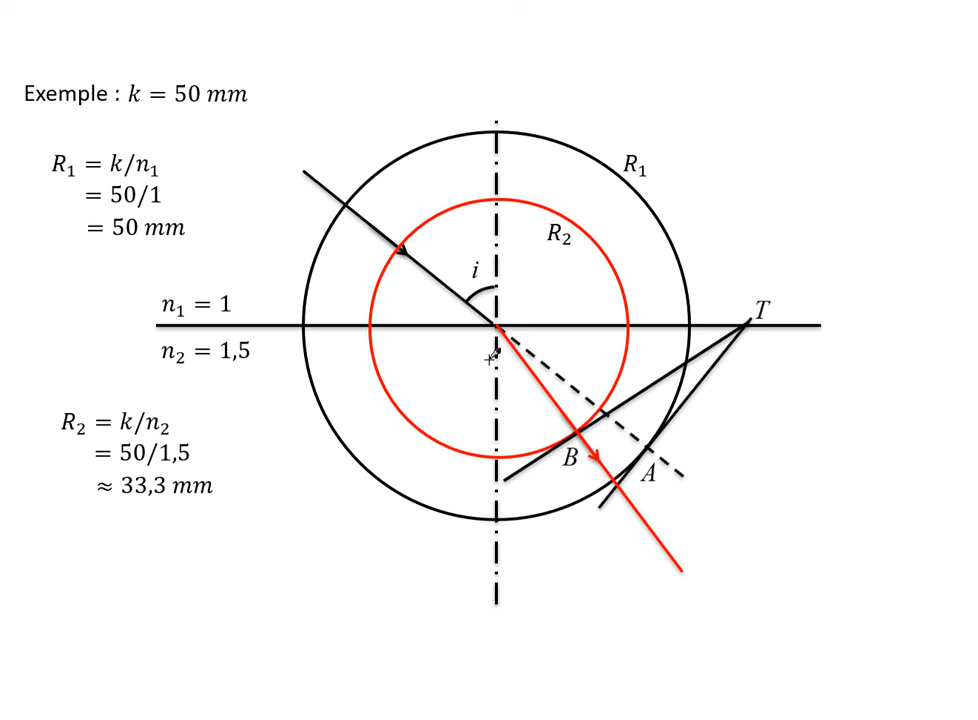 Exemple : k = 50 mm
R₁ = k/n₁
= 50/1
= 50 mm
R₁
R₂
i
n₁ = 1
T
n₂ = 1,5
R₂ = k/n₂
= 50/1,5
≈ 33,3 mm
B
A